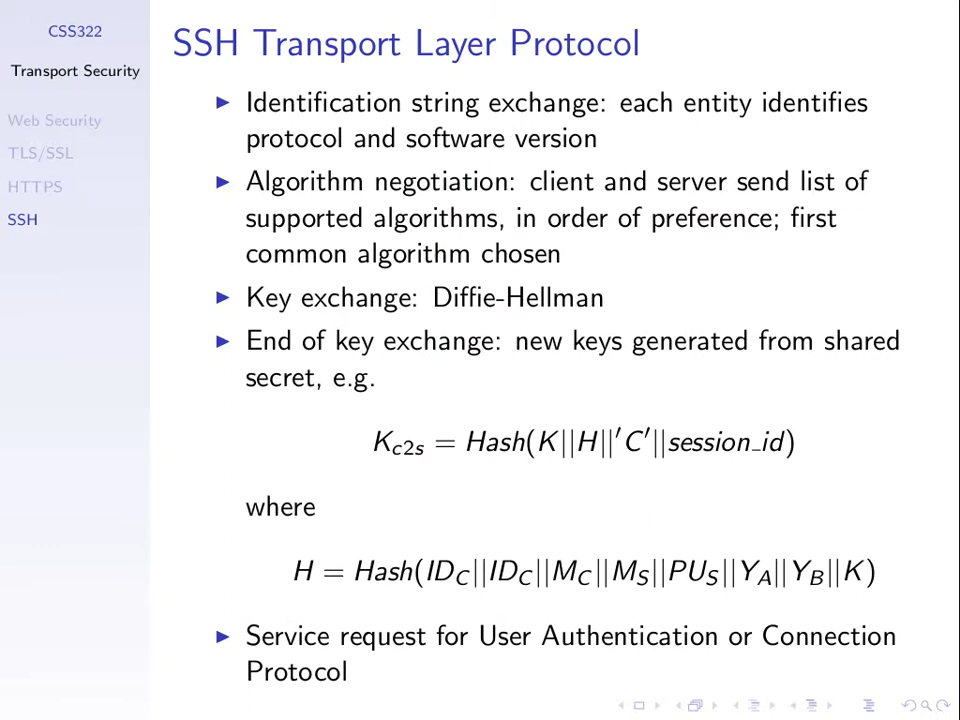 CSS322
Transport Security
Web Security
TLS/SSL
HTTPS
SSH
SSH Transport Layer Protocol
► Identification string exchange: each entity identifies
protocol and software version
► Algorithm negotiation: client and server send list of
supported algorithms, in order of preference; first
common algorithm chosen
► Key exchange: Diffie-Hellman
► End of key exchange: new keys generated from shared
secret, e.g.
K_c2s = Hash(K||H||′C′||session_id)
where
H = Hash(ID_C||ID_C||M_C||M_S||PU_S||Y_A||Y_B||K)
► Service request for User Authentication or Connection
Protocol